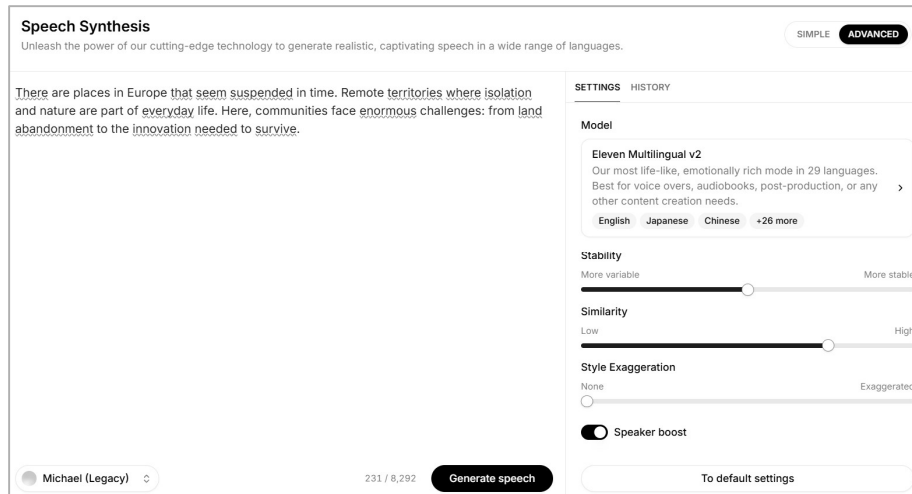 Speech Synthesis
Unleash the power of our cutting-edge technology to generate realistic, captivating speech in a wide range of languages.
SIMPLE ADVANCED
There are places in Europe that seem suspended in time. Remote territories where isolation
and nature are part of everyday life. Here, communities face enormous challenges: from land
abandonment to the innovation needed to survive.
Michael (Legacy)
231 / 8,292
Generate speech
SETTINGS HISTORY
Model
Eleven Multilingual v2
Our most life-like, emotionally rich mode in 29 languages.
Best for voice overs, audiobooks, post-production, or any
other content creation needs.
English Japanese Chinese +26 more
Stability
More variable More stable
Similarity
Low High
Style Exaggeration
None Exaggerated
Speaker boost
To default settings